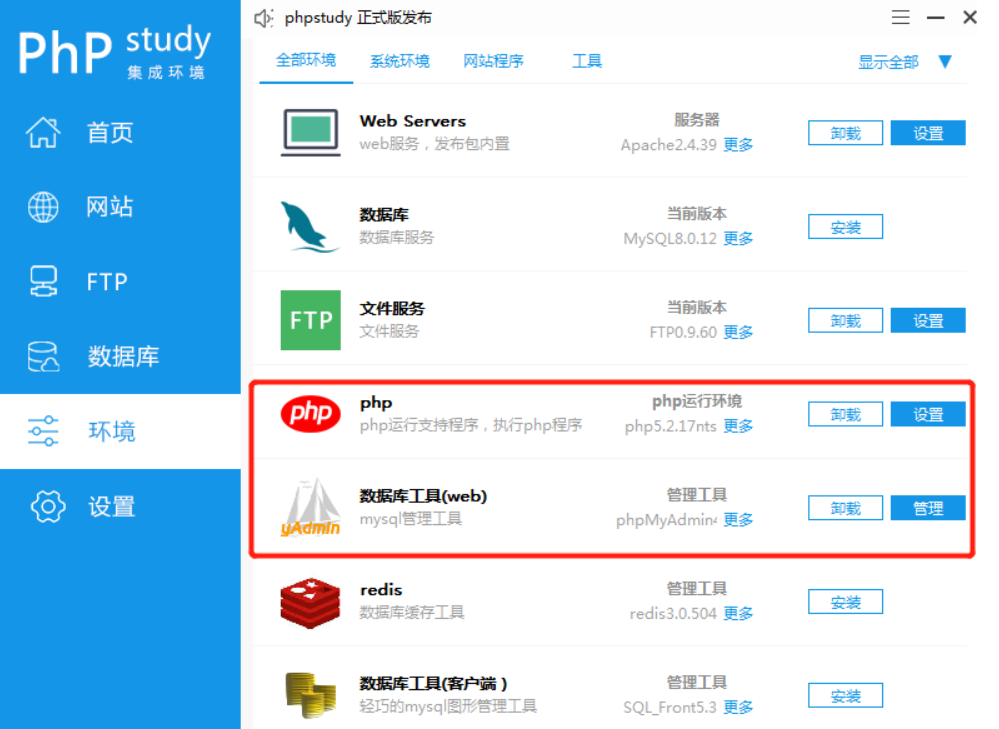 PhP study
集成环境
首页
网站
FTP
数据库
环境
设置
phpstudy 正式版发布
全部环境 系统环境 网站程序 工具 显示全部
Web Servers
web服务，发布包内置
服务器
Apache2.4.39 更多
卸载 设置
数据库
数据库服务
当前版本
MySQL8.0.12 更多
安装
FTP
文件服务
文件服务
当前版本
FTP0.9.60 更多
卸载 设置
php
php
php运行支持程序，执行php程序
php运行环境
php5.2.17nts 更多
卸载 设置
yAdmin
数据库工具(web)
mysql管理工具
管理工具
phpMyAdmin 更多
卸载 管理
redis
数据库缓存工具
管理工具
redis3.0.504 更多
安装
数据库工具(客户端)
轻巧的mysql图形管理工具
管理工具
SQL_Front5.3 更多
安装